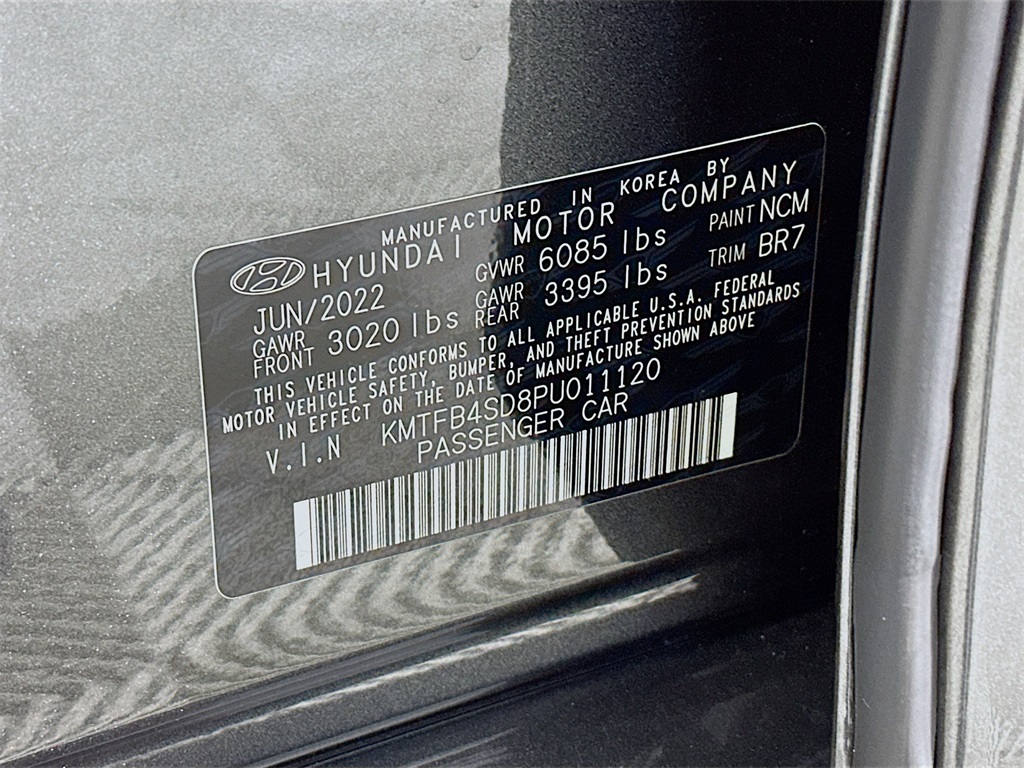 MANUFACTURED IN KOREA BY
HYUNDAI MOTOR COMPANY
JUN/2022 GVWR 6085 lbs PAINT NCM
GAWR FRONT 3020 lbs GAWR REAR 3395 lbs TRIM BR7
THIS VEHICLE CONFORMS TO ALL APPLICABLE U.S.A. FEDERAL
MOTOR VEHICLE SAFETY, BUMPER, AND THEFT PREVENTION STANDARDS
IN EFFECT ON THE DATE OF MANUFACTURE SHOWN ABOVE
V.I.N KMTFB4SD8PU011120
PASSENGER CAR